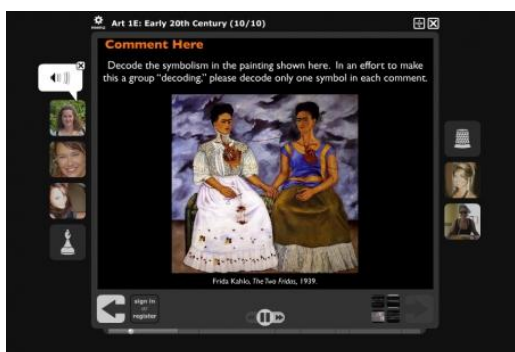 Art 1E: Early 20th Century (10/10)
Comment Here
Decode the symbolism in the painting shown here. In an effort to make
this a group "decoding," please decode only one symbol in each comment.
Frida Kahlo, The Two Fridas, 1939.
sign in
or
register